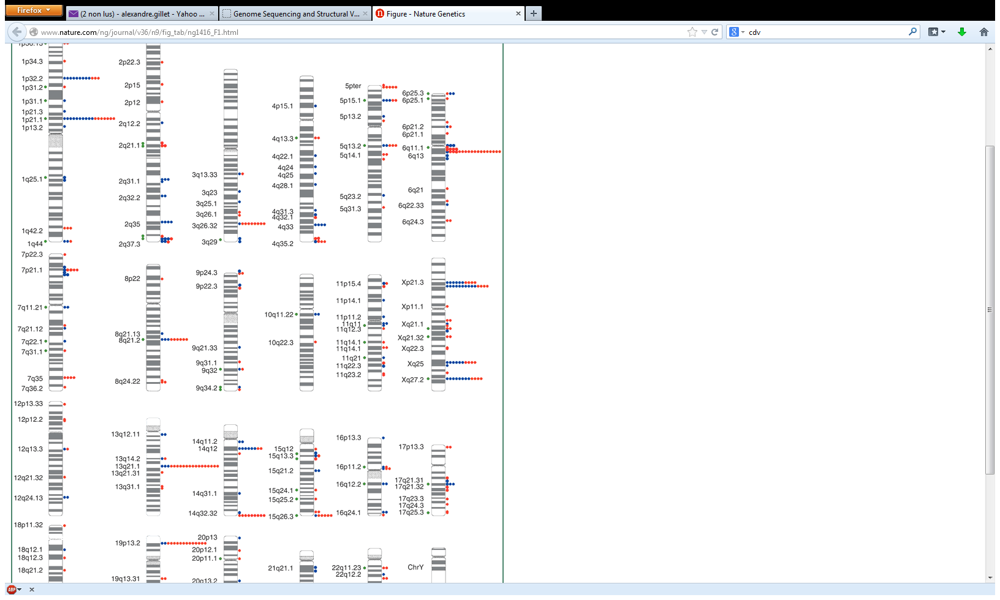 Firefox
(2 non lus) - alexandre.gillet - Yahoo ...
Genome Sequencing and Structural V...
Figure - Nature Genetics
www.nature.com/ng/journal/v36/n9/fig_tab/ng1416_F1.html
cdv
1p36.13
1p34.3
1p32.2
1p31.2
1p31.1
1p21.3
1p21.1
1p13.2
1q25.1
1q42.2
1q44
2p22.3
2p15
2p12
2q12.2
2q21.1
2q31.1
2q32.2
2q35
2q37.3
3q13.33
3q23
3q25.1
3q26.1
3q26.32
3q29
4p15.1
4q13.3
4q22.1
4q24
4q25
4q28.1
4q31.3
4q32.1
4q33
4q35.2
5pter
5p15.1
5p13.2
5q13.2
5q14.1
5q23.2
5q31.3
6p25.3
6p25.1
6p21.2
6p21.1
6q11.1
6q13
6q21
6q22.33
6q24.3
7p22.3
7p21.1
7q11.21
7q21.12
7q22.1
7q31.1
7q35
7q36.2
8p22
8q21.13
8q21.2
8q24.22
9p24.3
9p22.3
9q21.33
9q31.1
9q32
9q34.2
10q11.22
10q22.3
11p15.4
11p14.1
11p11.2
11q11
11q12.3
11q14.1
11q14.1
11q21
11q22.3
11q23.2
Xp21.3
Xp11.1
Xq21.1
Xq21.32
Xq22.3
Xq25
Xq27.2
12p13.33
12p12.2
12q13.3
12q21.32
12q24.13
13q12.11
13q14.2
13q21.1
13q21.31
13q31.1
14q11.2
14q12
14q31.1
14q32.32
15q12
15q13.3
15q21.2
15q24.1
15q25.2
15q26.3
16p13.3
16p11.2
16q12.2
16q24.1
17p13.3
17q21.31
17q21.32
17q23.3
17q24.3
17q25.3
18p11.32
18q12.1
18q12.3
18q21.2
19p13.2
19q13.31
20p13
20p12.1
20p11.1
20q13.2
21q21.1
22q11.23
22q12.2
ChrY
ABP